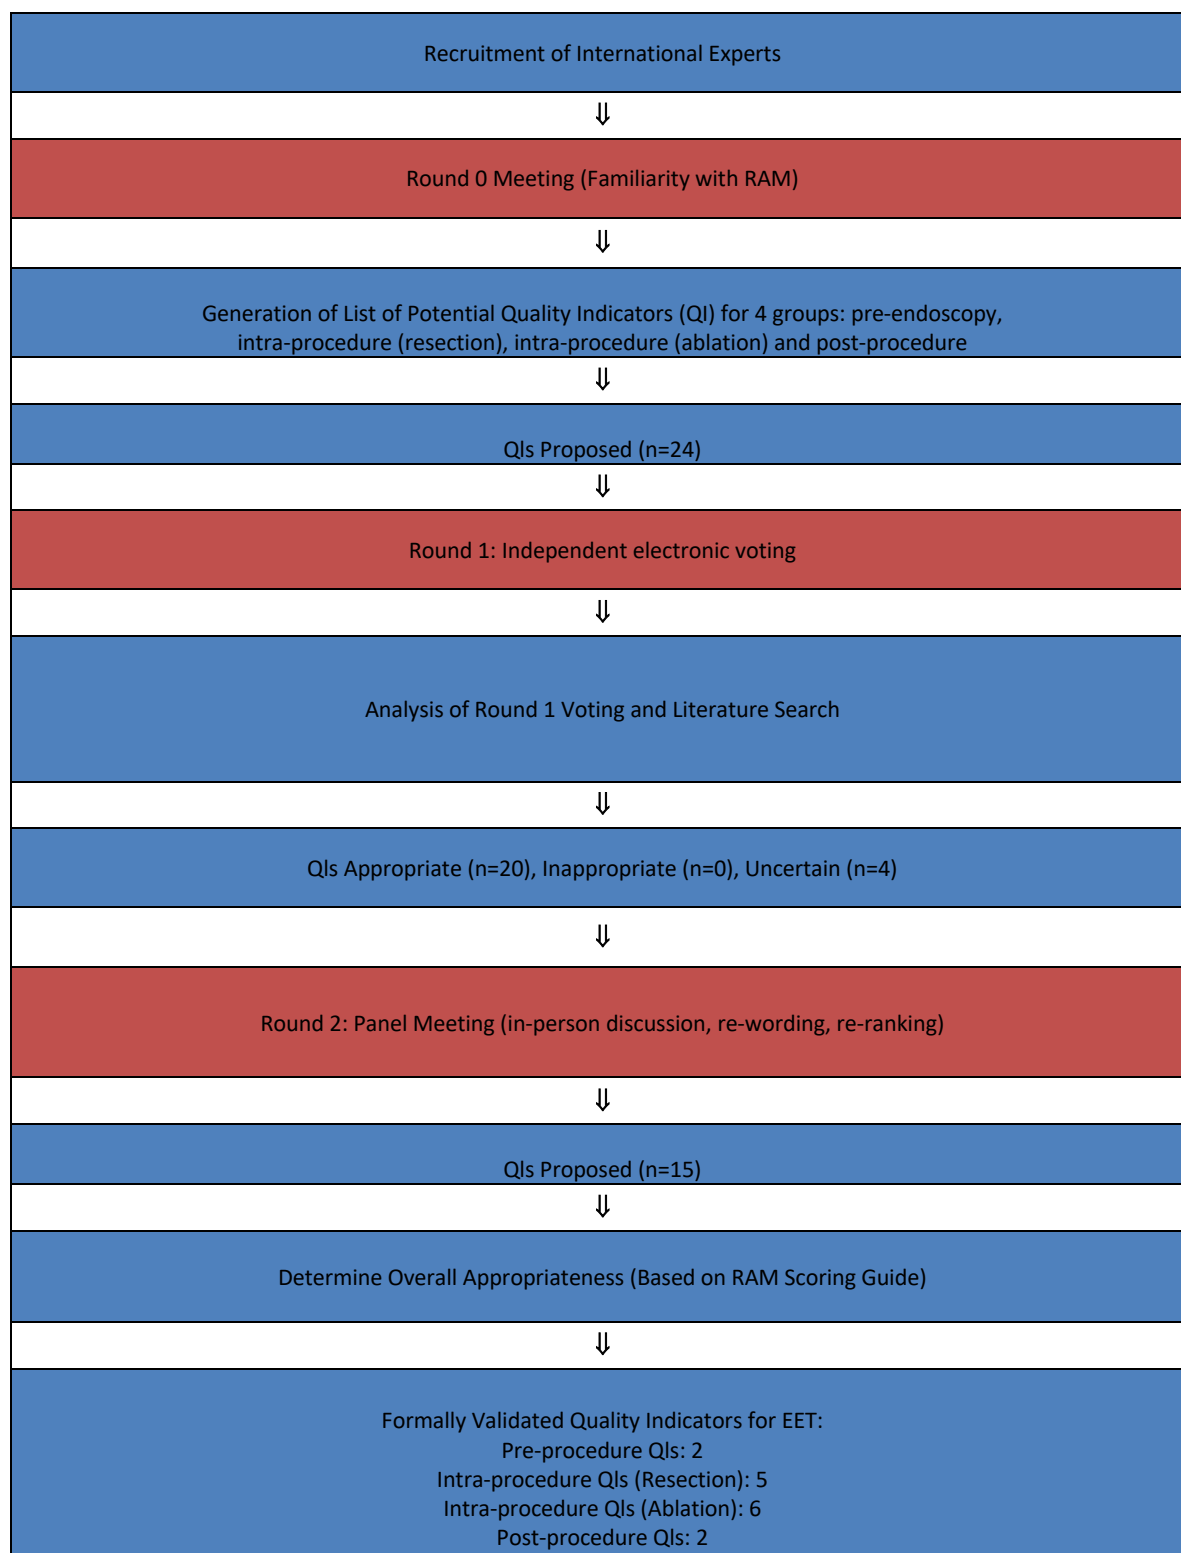 Recruitment of International Experts
⇓
Round 0 Meeting (Familiarity with RAM)
⇓
Generation of List of Potential Quality Indicators (QI) for 4 groups: pre-endoscopy,
intra-procedure (resection), intra-procedure (ablation) and post-procedure
⇓
QIs Proposed (n=24)
⇓
Round 1: Independent electronic voting
⇓
Analysis of Round 1 Voting and Literature Search
⇓
QIs Appropriate (n=20), Inappropriate (n=0), Uncertain (n=4)
⇓
Round 2: Panel Meeting (in-person discussion, re-wording, re-ranking)
⇓
QIs Proposed (n=15)
⇓
Determine Overall Appropriateness (Based on RAM Scoring Guide)
⇓
Formally Validated Quality Indicators for EET:
Pre-procedure QIs: 2
Intra-procedure QIs (Resection): 5
Intra-procedure QIs (Ablation): 6
Post-procedure QIs: 2